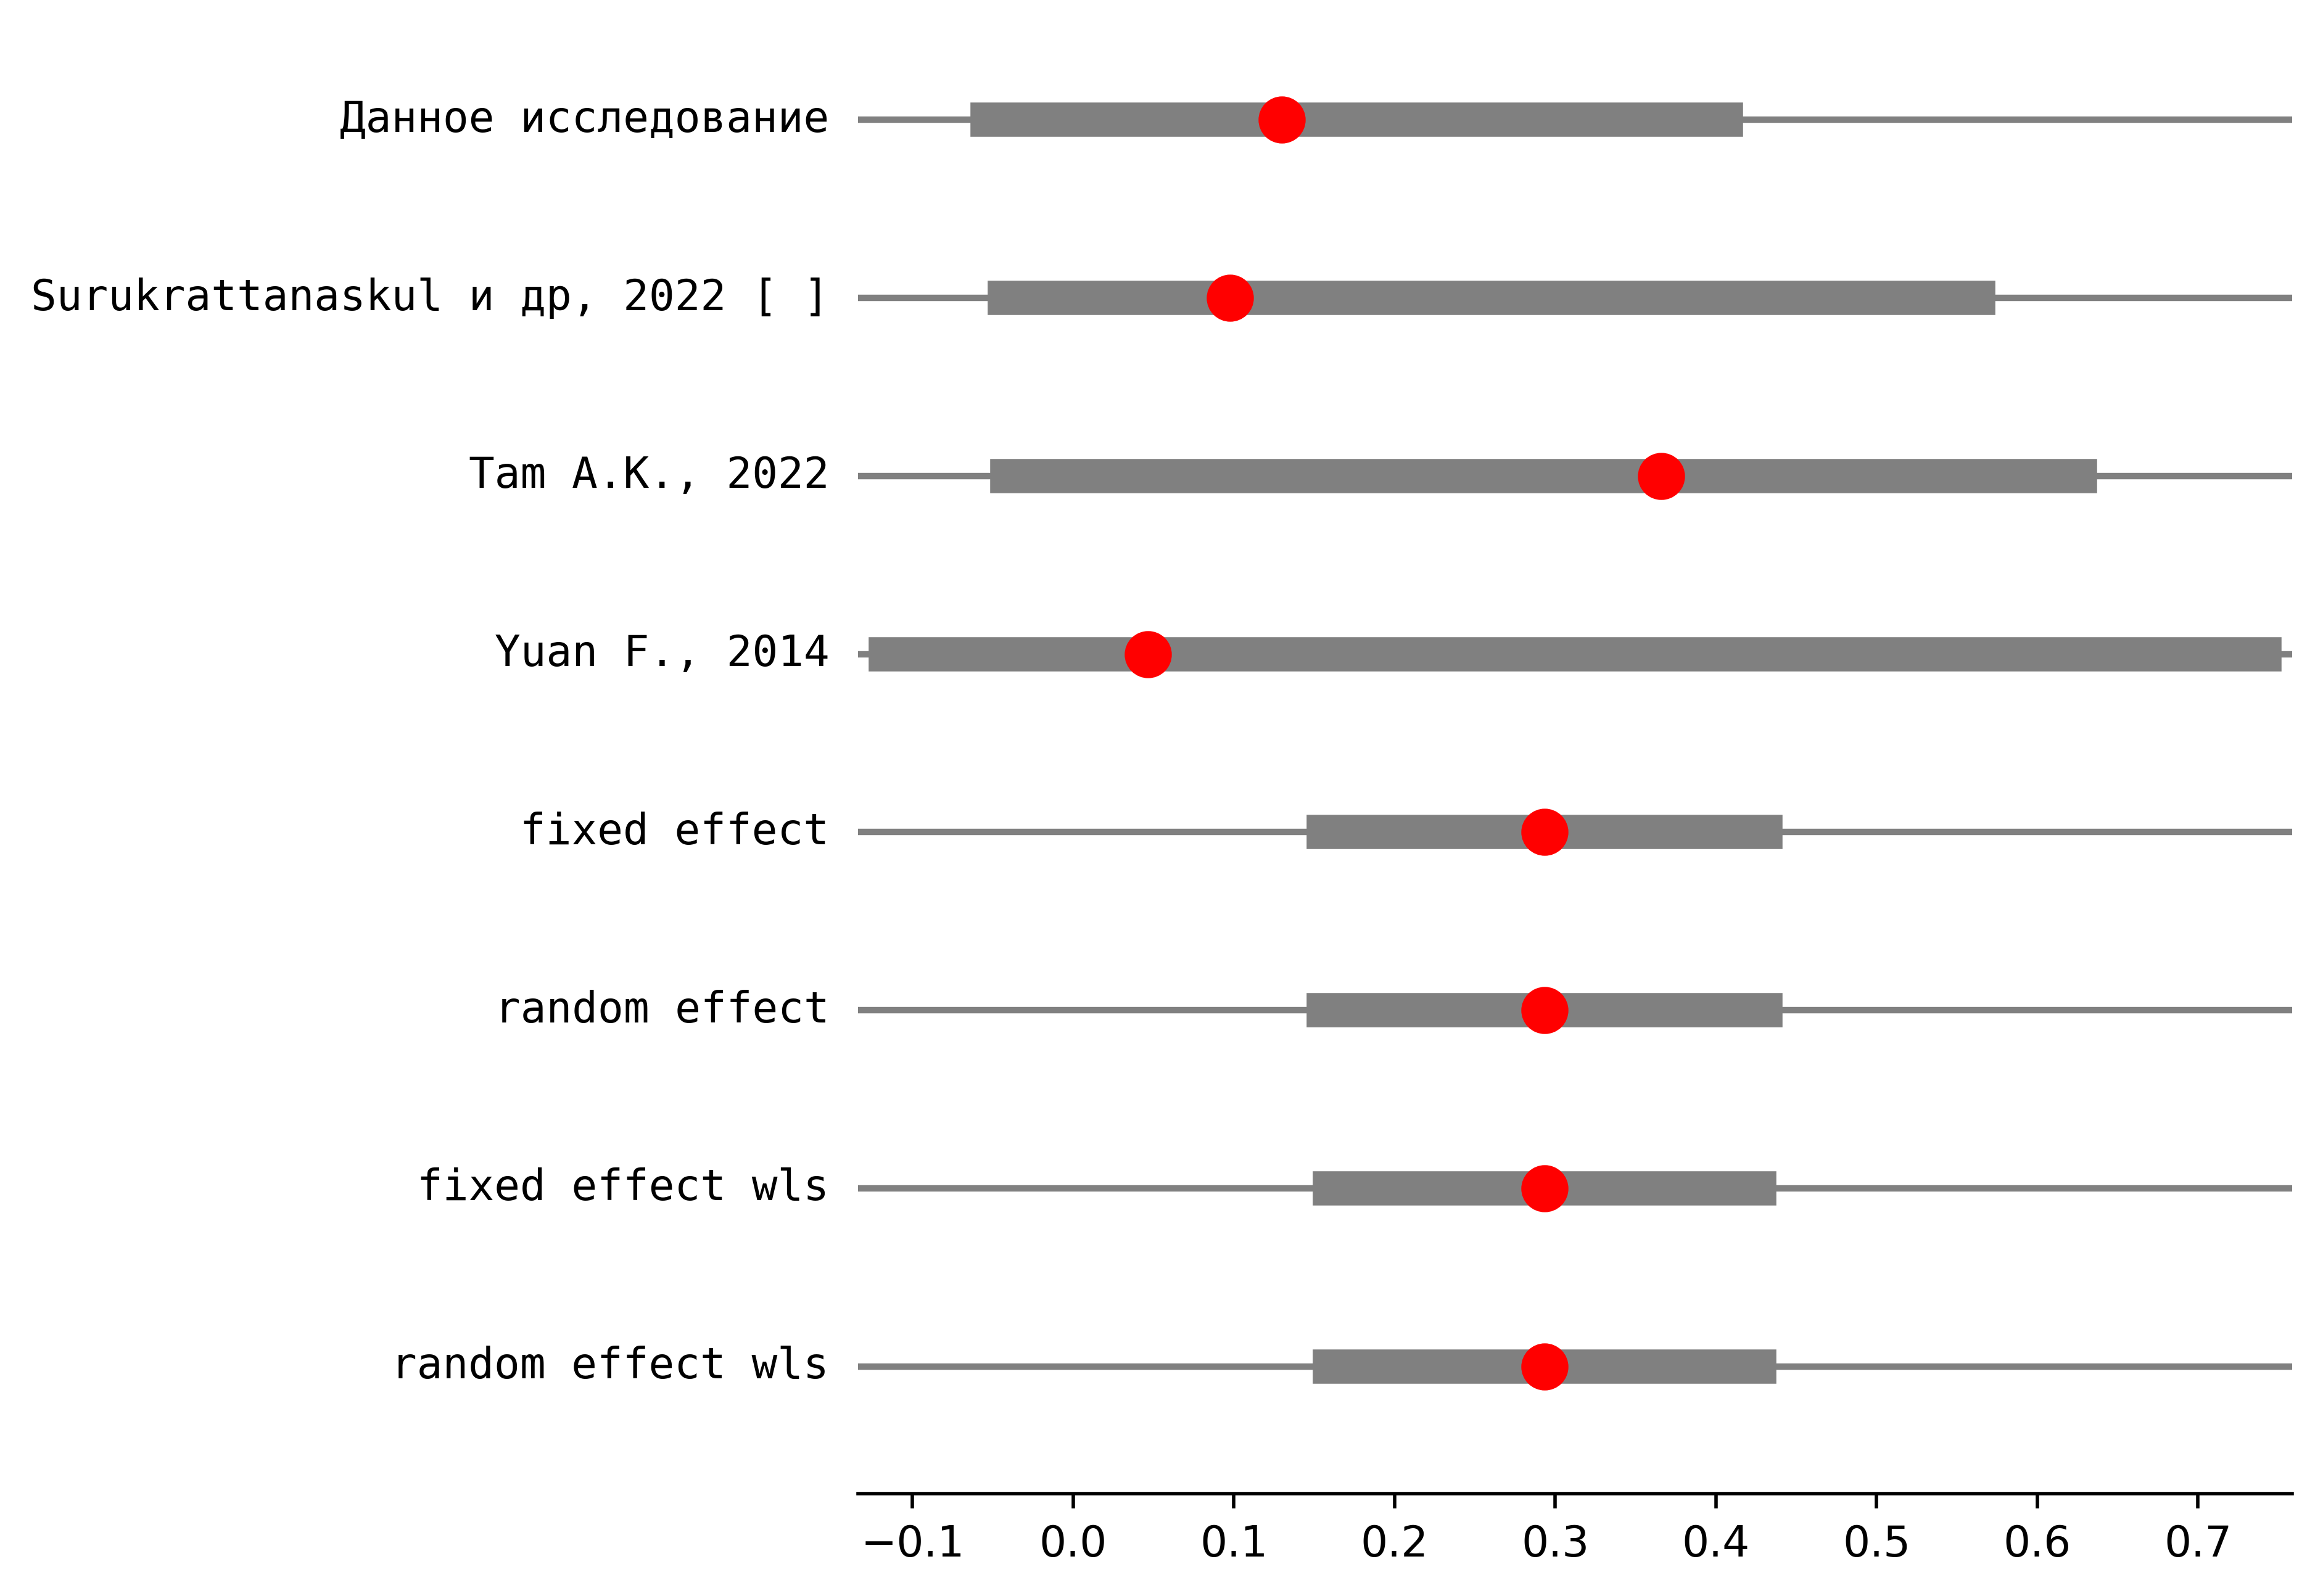 Данное исследование
Surukrattanaskul и др, 2022 [ ]
Tam A.K., 2022
Yuan F., 2014
fixed effect
random effect
fixed effect wls
random effect wls
−0.1 0.0 0.1 0.2 0.3 0.4 0.5 0.6 0.7